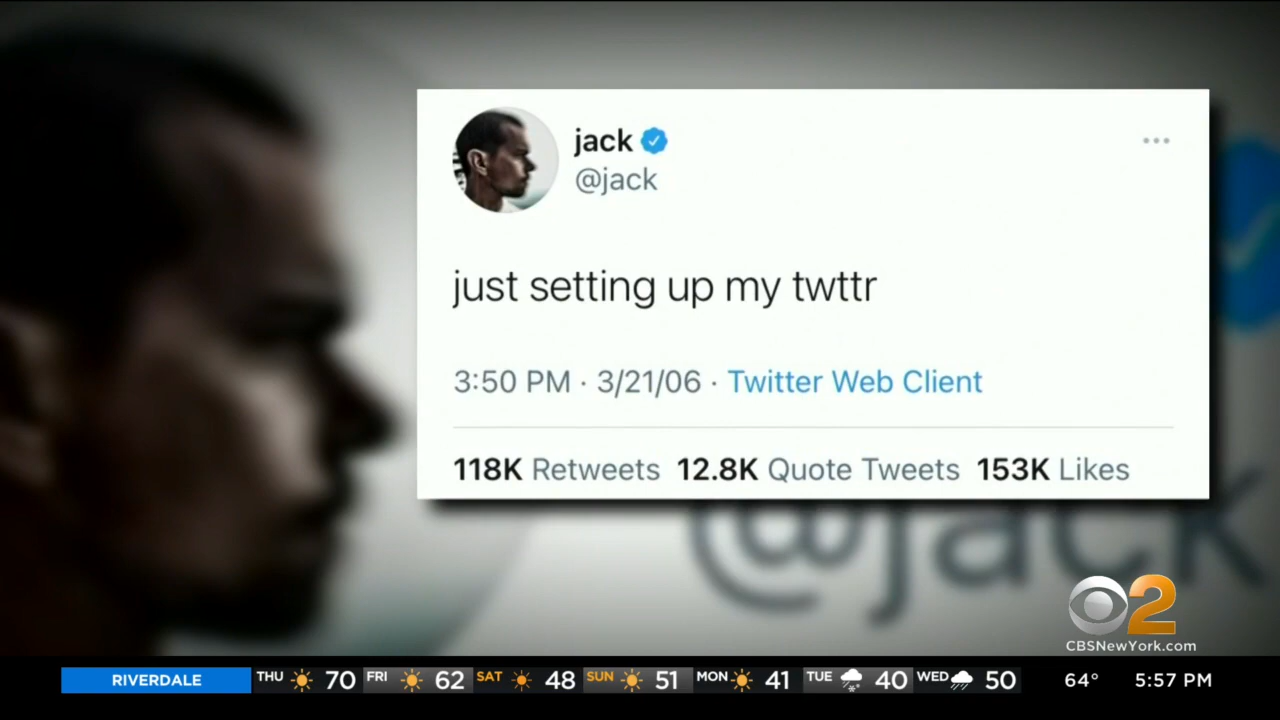 jack
@jack
just setting up my twttr
3:50 PM · 3/21/06 · Twitter Web Client
118K Retweets 12.8K Quote Tweets 153K Likes
@jack
2
CBSNewYork.com
RIVERDALE THU 70 FRI 62 SAT 48 SUN 51 MON 41 TUE 40 WED 50 64° 5:57 PM